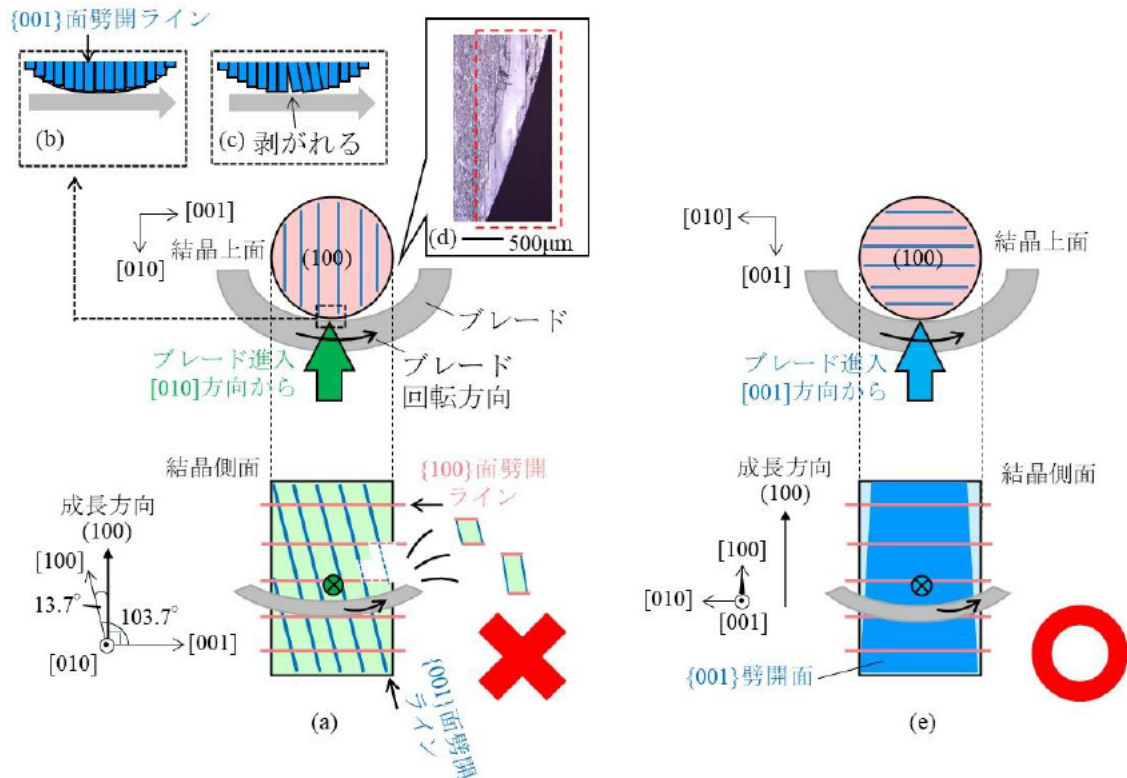 {001}面劈開ライン
(b)
(c)
剥がれる
(d)
500μm
[001]
[010]
結晶上面
(100)
ブレード
ブレード進入
[010]方向から
ブレード
回転方向
結晶側面
{100}面劈開
ライン
成長方向
(100)
[100]
13.7°
103.7°
[001]
[010]
{001}面劈開
ライン
(a)
[010]
[001]
結晶上面
(100)
ブレード進入
[001]方向から
成長方向
(100)
結晶側面
[100]
[010]
[001]
{001}劈開面
(e)